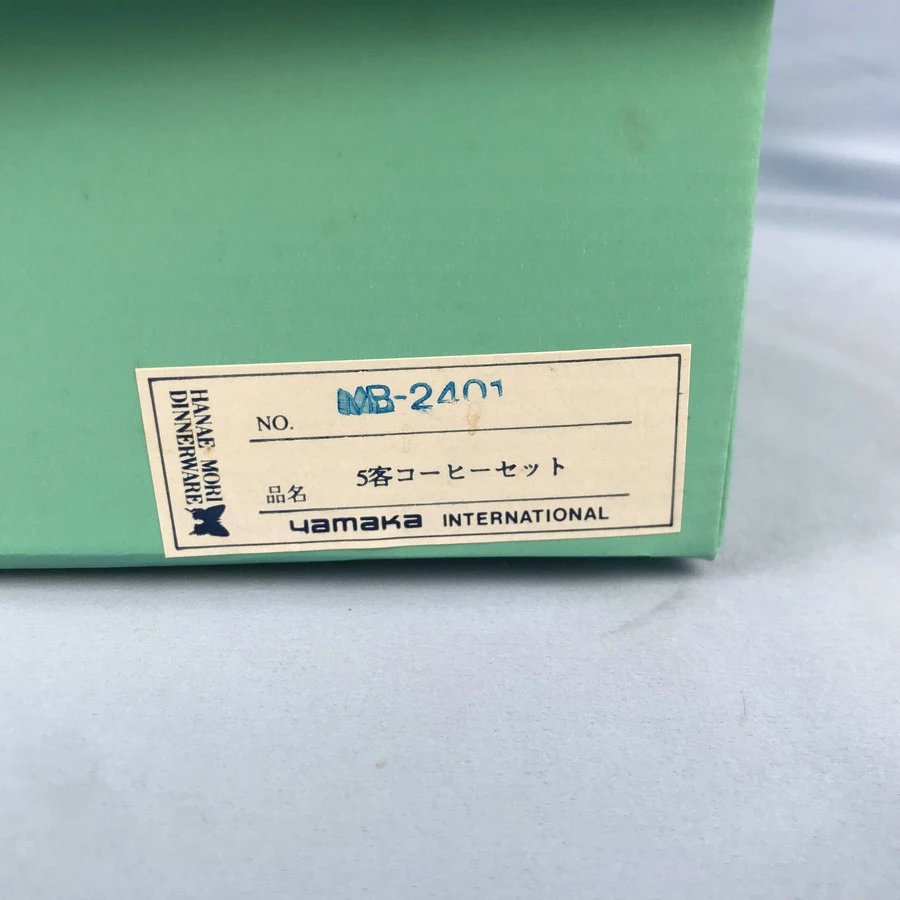 HANAE MORI
DINNERWARE
NO. MB-2401
品名 5客コーヒーセット
yamaka INTERNATIONAL